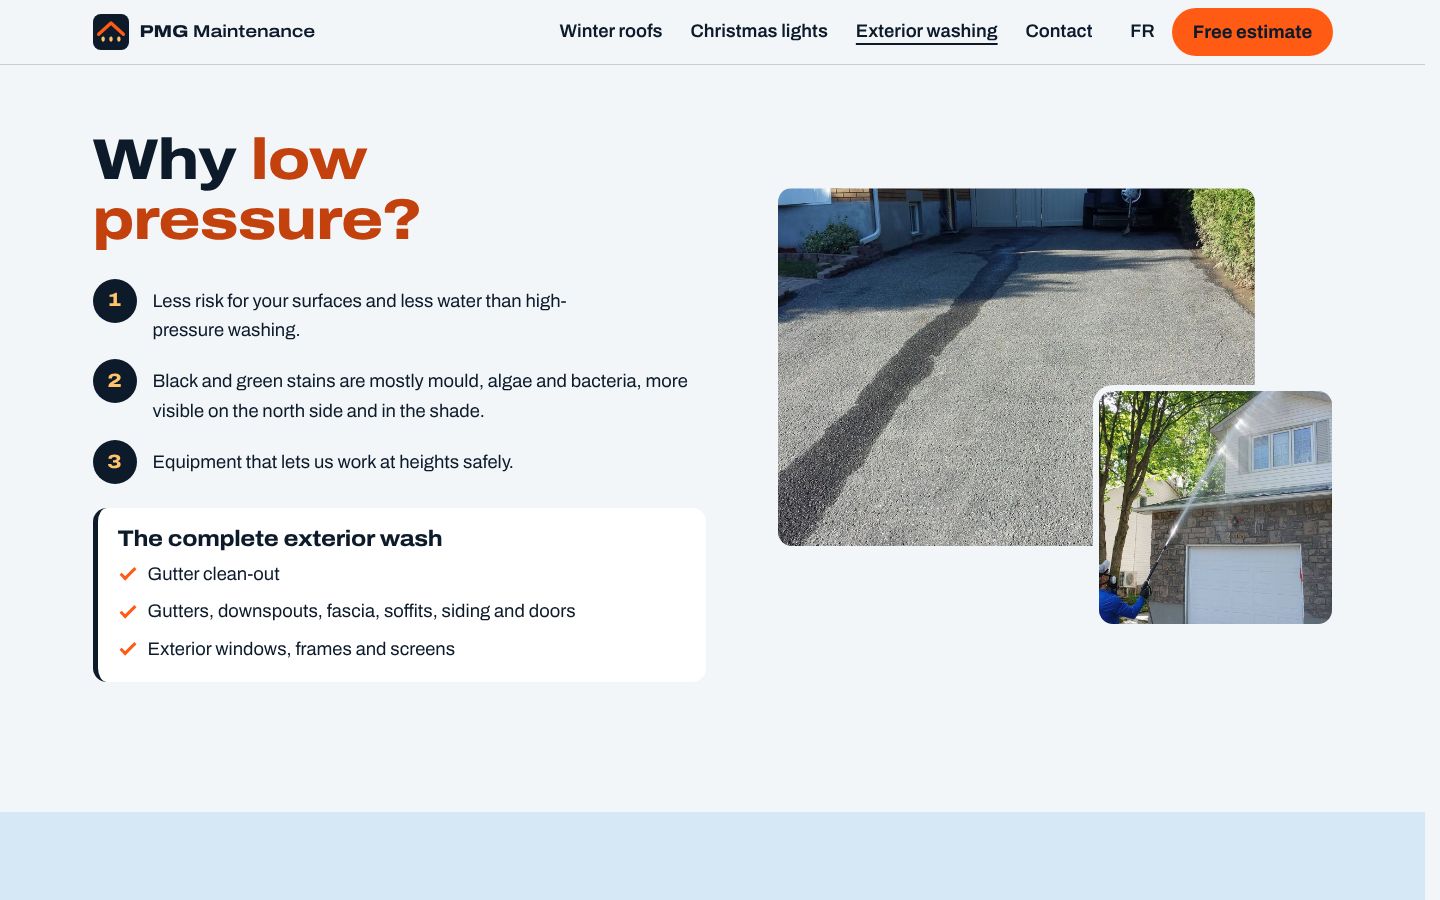 PMG Maintenance
Winter roofs
Christmas lights
Exterior washing
Contact
FR
Free estimate
Why low
pressure?
1
Less risk for your surfaces and less water than high-
pressure washing.
2
Black and green stains are mostly mould, algae and bacteria, more
visible on the north side and in the shade.
3
Equipment that lets us work at heights safely.
The complete exterior wash
Gutter clean-out
Gutters, downspouts, fascia, soffits, siding and doors
Exterior windows, frames and screens